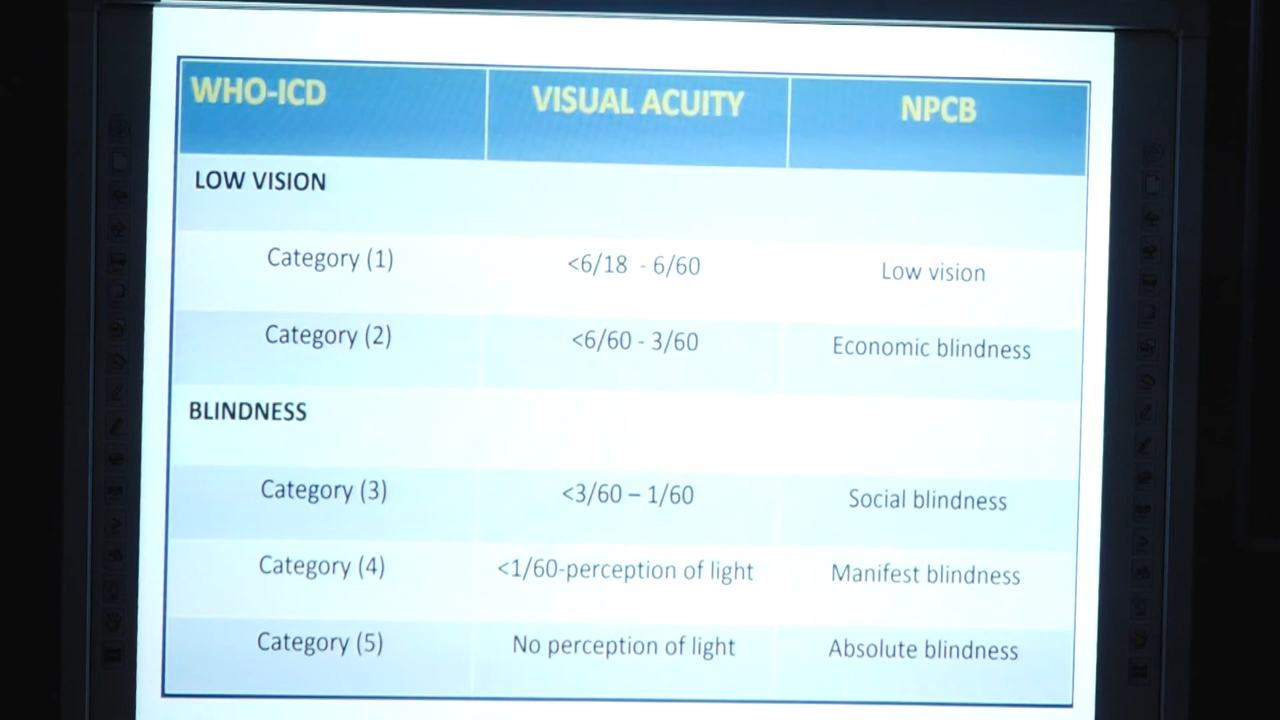 WHO-ICD VISUAL ACUITY NPCB
LOW VISION
Category (1) <6/18 - 6/60 Low vision
Category (2) <6/60 - 3/60 Economic blindness
BLINDNESS
Category (3) <3/60 – 1/60 Social blindness
Category (4) <1/60-perception of light Manifest blindness
Category (5) No perception of light Absolute blindness